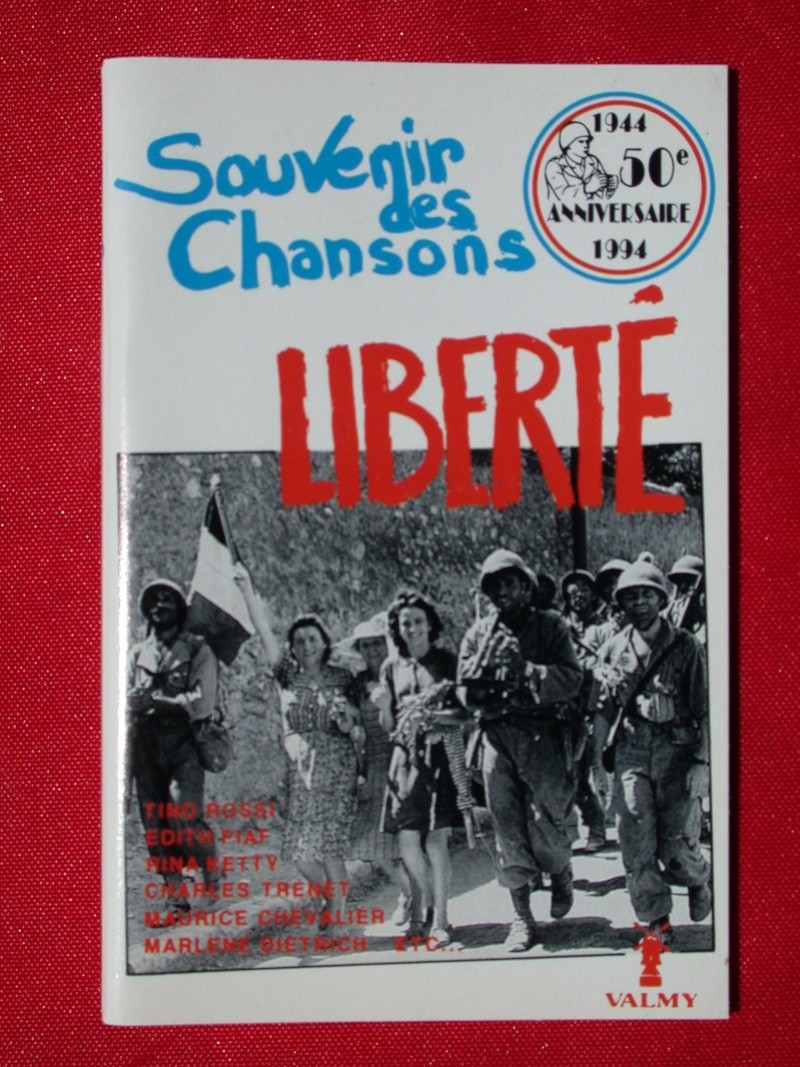 Souvenir
des
Chansons
1944
50e
ANNIVERSAIRE
1994
LIBERTÉ
TINO ROSSI
EDITH PIAF
RINA KETTY
CHARLES TRENET
MAURICE CHEVALIER
MARLENE DIETRICH ETC...
VALMY